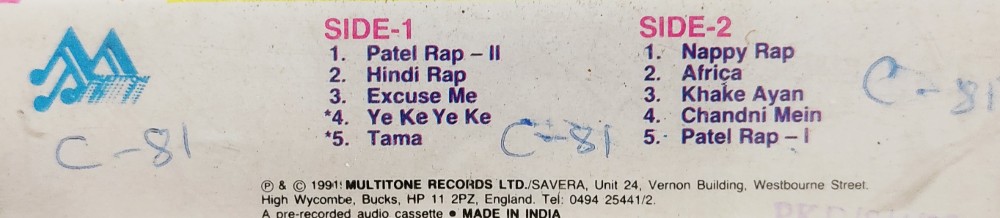 MULTITONE
SIDE-1
1. Patel Rap – II
2. Hindi Rap
3. Excuse Me
*4. Ye Ke Ye Ke
*5. Tama
SIDE-2
1. Nappy Rap
2. Africa
3. Khake Ayan
4. Chandni Mein
5. Patel Rap – I
C-81
C-81
C-81
Ⓟ & © 1991: MULTITONE RECORDS LTD./SAVERA, Unit 24, Vernon Building, Westbourne Street.
High Wycombe, Bucks, HP 11 2PZ, England. Tel: 0494 25441/2.
A pre-recorded audio cassette • MADE IN INDIA